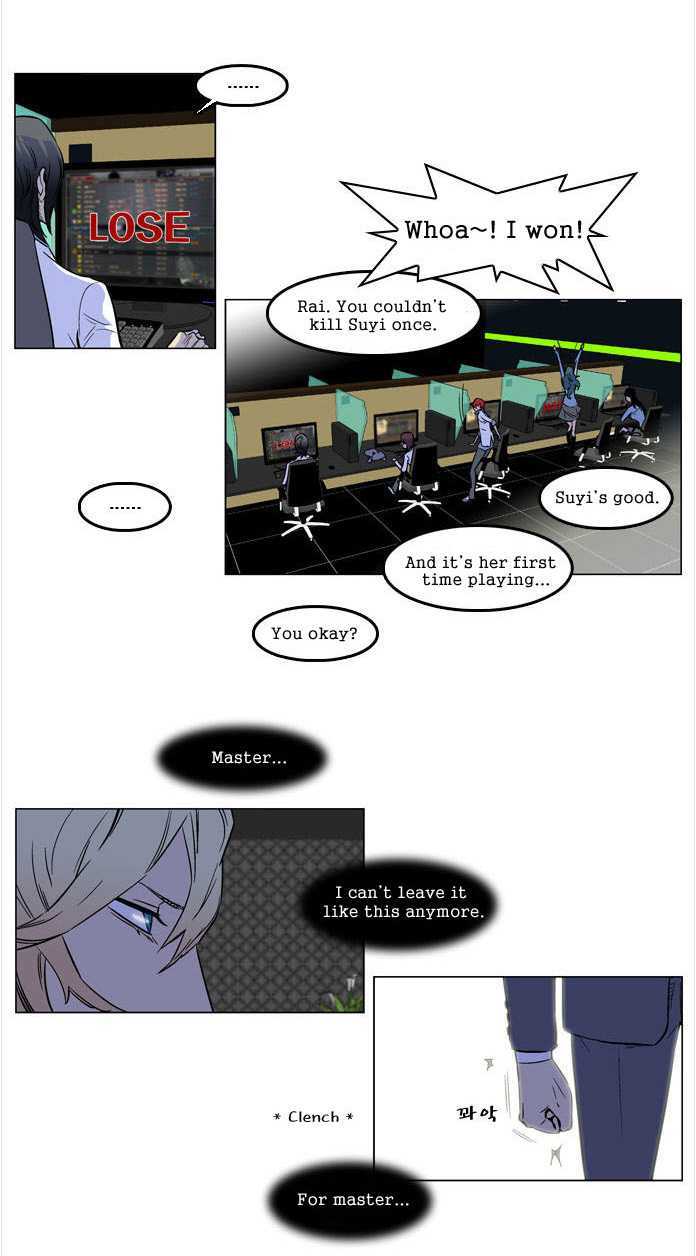 ......
LOSE
Whoa~! I won!
Rai. You couldn't
kill Suyi once.
LOSE
Suyi's good.
......
And it's her first
time playing...
You okay?
Master...
I can't leave it
like this anymore.
꽈악
* Clench *
For master...